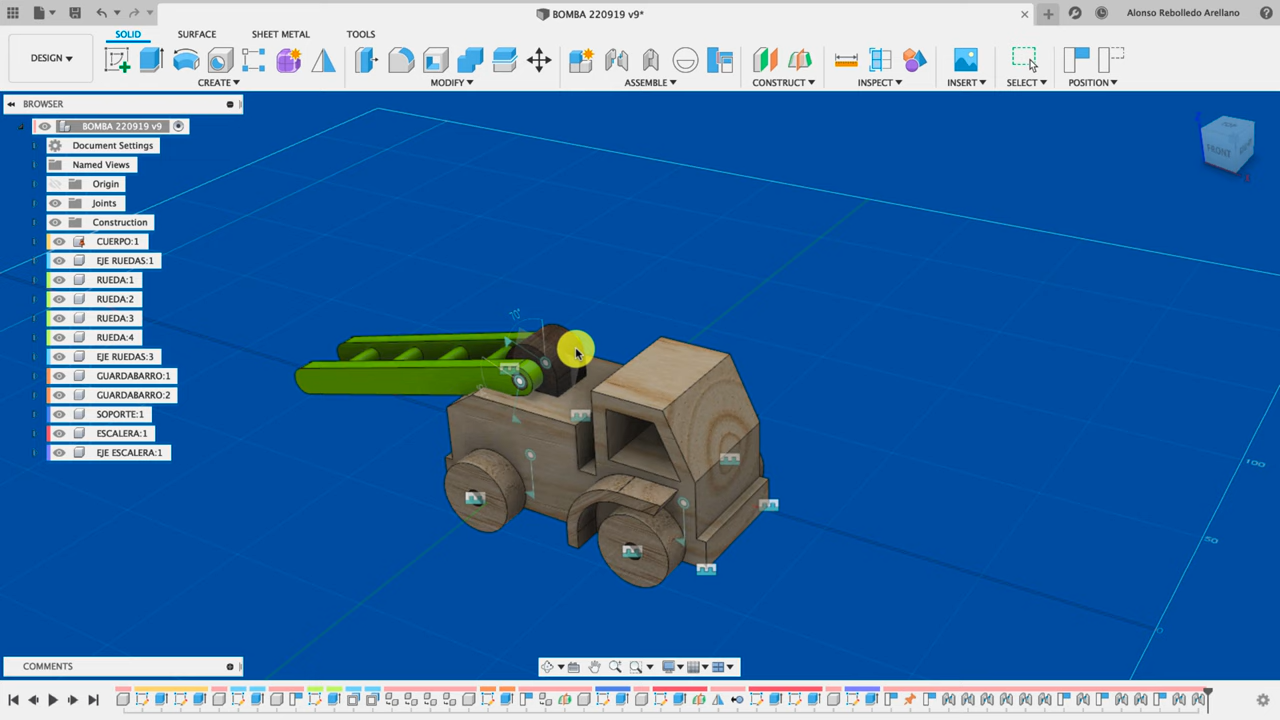 BOMBA 220919 v9*
Alonso Rebolledo Arellano
SOLID
SURFACE
SHEET METAL
TOOLS
DESIGN
CREATE
MODIFY
ASSEMBLE
CONSTRUCT
INSPECT
INSERT
SELECT
POSITION
BROWSER
BOMBA 220919 v9
Document Settings
Named Views
Origin
Joints
Construction
CUERPO:1
EJE RUEDAS:1
RUEDA:1
RUEDA:2
RUEDA:3
RUEDA:4
EJE RUEDAS:3
GUARDABARRO:1
GUARDABARRO:2
SOPORTE:1
ESCALERA:1
EJE ESCALERA:1
FRONT
100
50
COMMENTS